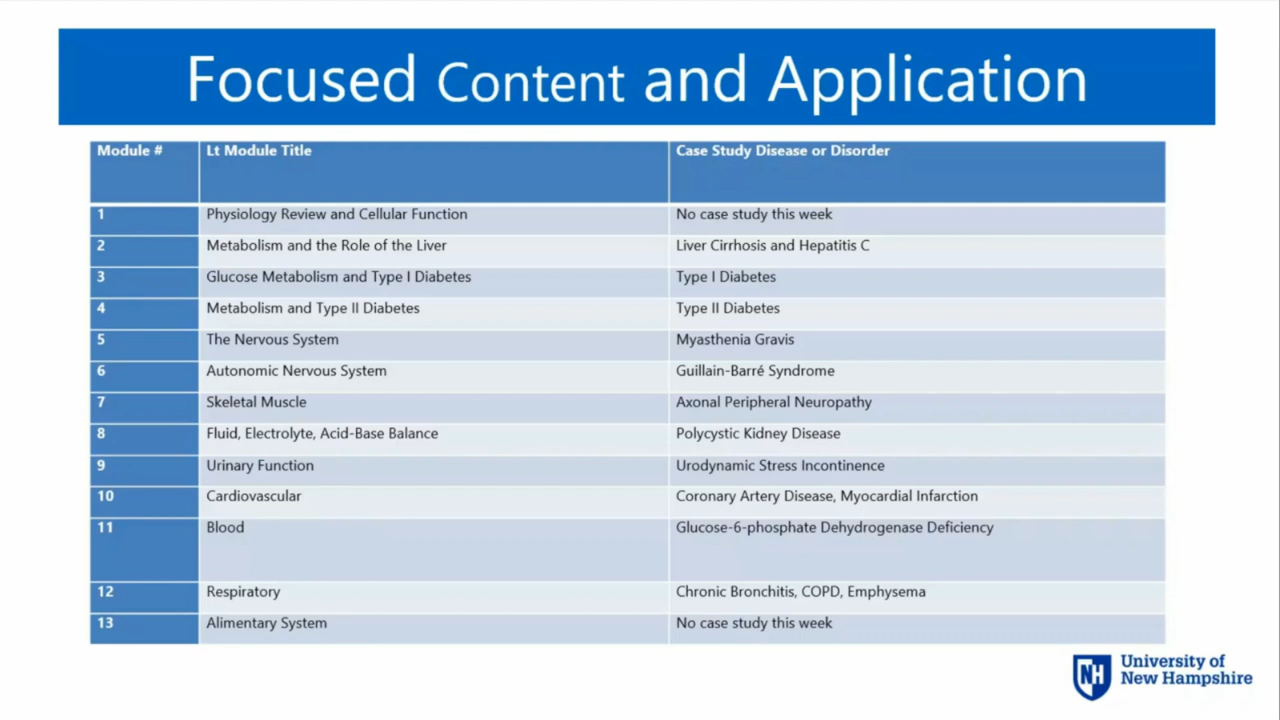 Focused Content and Application
Module # Lt Module Title Case Study Disease or Disorder
1 Physiology Review and Cellular Function No case study this week
2 Metabolism and the Role of the Liver Liver Cirrhosis and Hepatitis C
3 Glucose Metabolism and Type I Diabetes Type I Diabetes
4 Metabolism and Type II Diabetes Type II Diabetes
5 The Nervous System Myasthenia Gravis
6 Autonomic Nervous System Guillain-Barré Syndrome
7 Skeletal Muscle Axonal Peripheral Neuropathy
8 Fluid, Electrolyte, Acid-Base Balance Polycystic Kidney Disease
9 Urinary Function Urodynamic Stress Incontinence
10 Cardiovascular Coronary Artery Disease, Myocardial Infarction
11 Blood Glucose-6-phosphate Dehydrogenase Deficiency
12 Respiratory Chronic Bronchitis, COPD, Emphysema
13 Alimentary System No case study this week
NH University of
New Hampshire